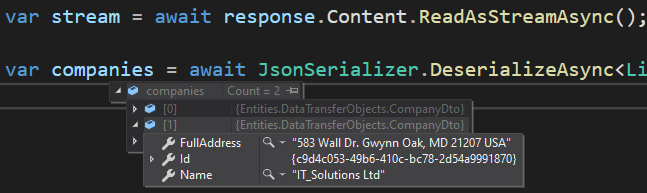 var stream = await response.Content.ReadAsStreamAsync();
var companies = await JsonSerializer.DeserializeAsync<Li
companies Count = 2
[0] {Entities.DataTransferObjects.CompanyDto}
[1] {Entities.DataTransferObjects.CompanyDto}
FullAddress "583 Wall Dr. Gwynn Oak, MD 21207 USA"
Id {c9d4c053-49b6-410c-bc78-2d54a9991870}
Name "IT_Solutions Ltd"